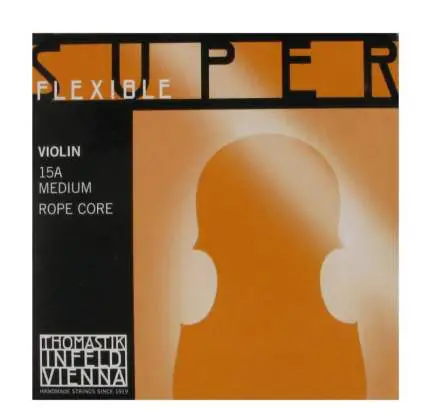 SUPER
FLEXIBLE
VIOLIN
15A
MEDIUM
ROPE CORE
THOMASTIK
INFELD
VIENNA
HANDMADE STRINGS SINCE 1919